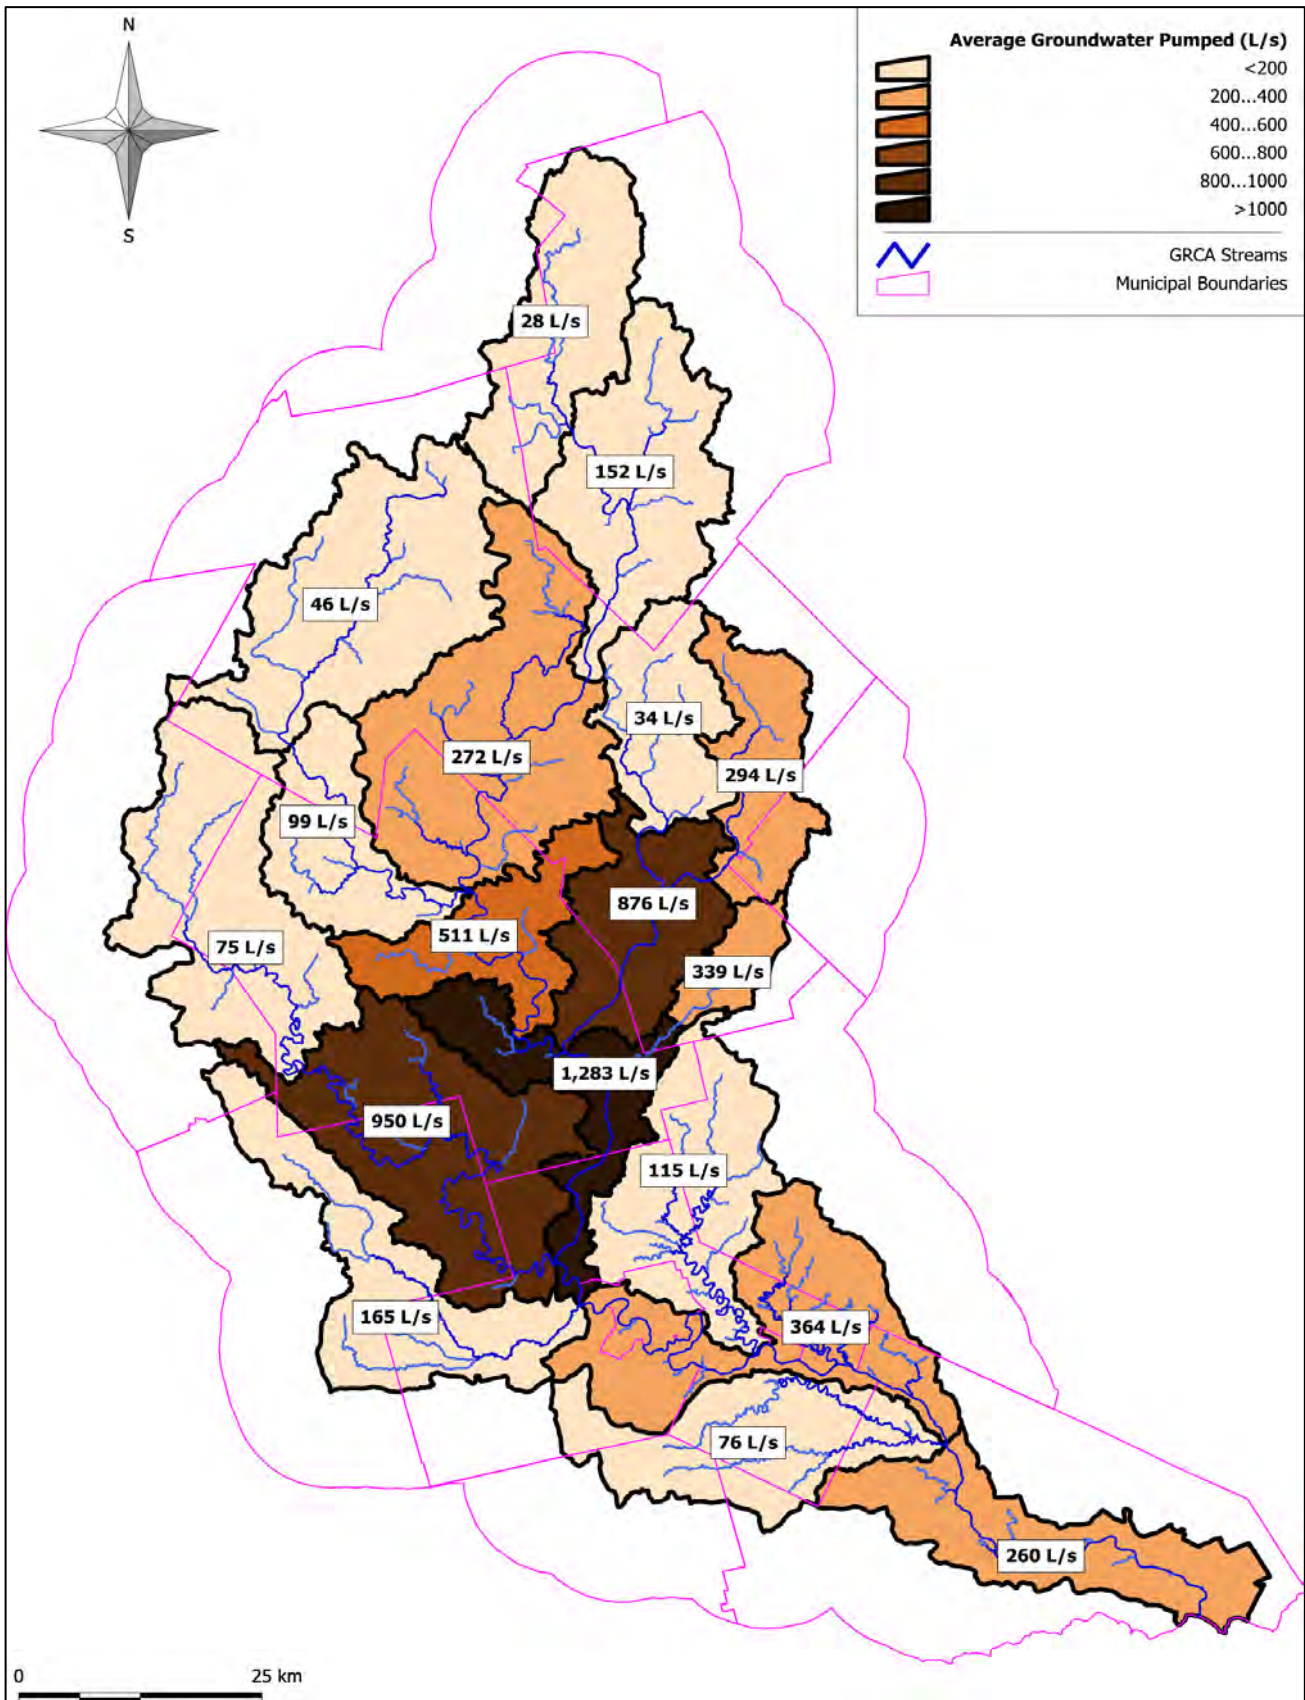 N
S
Average Groundwater Pumped (L/s)
<200
200...400
400...600
600...800
800...1000
>1000
GRCA Streams
Municipal Boundaries
28 L/s
152 L/s
46 L/s
34 L/s
272 L/s
294 L/s
99 L/s
876 L/s
511 L/s
75 L/s
339 L/s
1,283 L/s
950 L/s
115 L/s
165 L/s
364 L/s
76 L/s
260 L/s
0 25 km